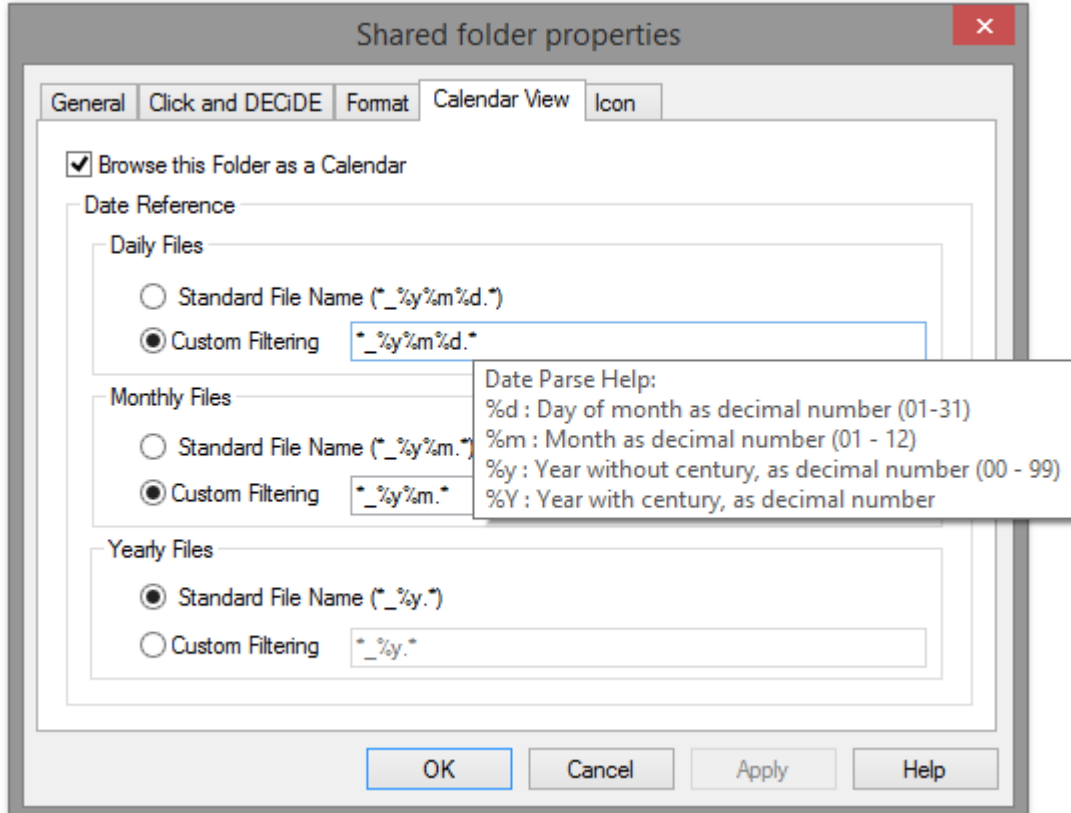 Shared folder properties
General Click and DECiDE Format Calendar View Icon
Browse this Folder as a Calendar
Date Reference
Daily Files
Standard File Name (*_%y%m%d.*)
Custom Filtering *_%y%m%d.*
Date Parse Help:
%d : Day of month as decimal number (01-31)
%m : Month as decimal number (01 - 12)
%y : Year without century, as decimal number (00 - 99)
%Y : Year with century, as decimal number
Monthly Files
Standard File Name (*_%y%m.*)
Custom Filtering *_%y%m.*
Yearly Files
Standard File Name (*_%y.*)
Custom Filtering *_%y.*
OK Cancel Apply Help